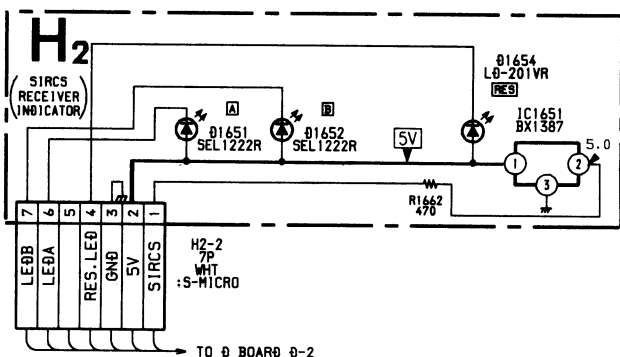 H2
(SIRCS
RECEIVER
INDICATOR)
D1654
LD-201VR
RES
A
D1651
SEL1222R
B
D1652
SEL1222R
5V
IC1651
BX1387
1
2
3
5.0
R1662
470
7 6 5 4 3 2 1
LEDB
LEDA
RES.LED
GND
5V
SIRCS
H2-2
7P
WHT
:S-MICRO
TO D BOARD D-2